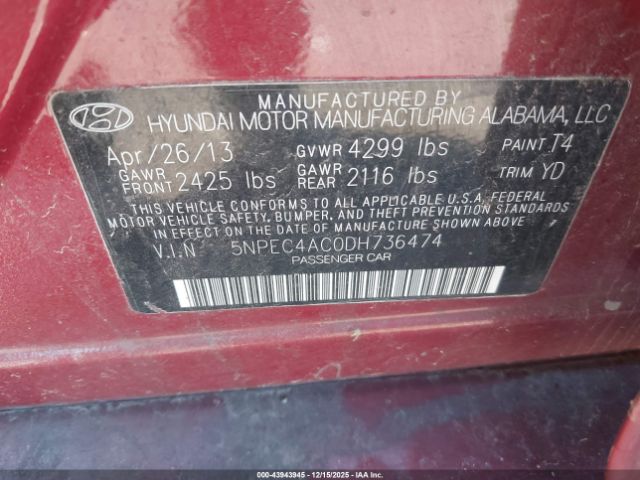 MANUFACTURED BY
HYUNDAI MOTOR MANUFACTURING ALABAMA, LLC
Apr/26/13 GVWR 4299 lbs PAINT T4
GAWR FRONT 2425 lbs GAWR REAR 2116 lbs TRIM YD
THIS VEHICLE CONFORMS TO ALL APPLICABLE U.S.A. FEDERAL
MOTOR VEHICLE SAFETY, BUMPER, AND THEFT PREVENTION STANDARDS
IN EFFECT ON THE DATE OF MANUFACTURE SHOWN ABOVE.
V.I.N 5NPEC4AC0DH736474
PASSENGER CAR
000-43943945 - 12/15/2025 - IAAI.COM